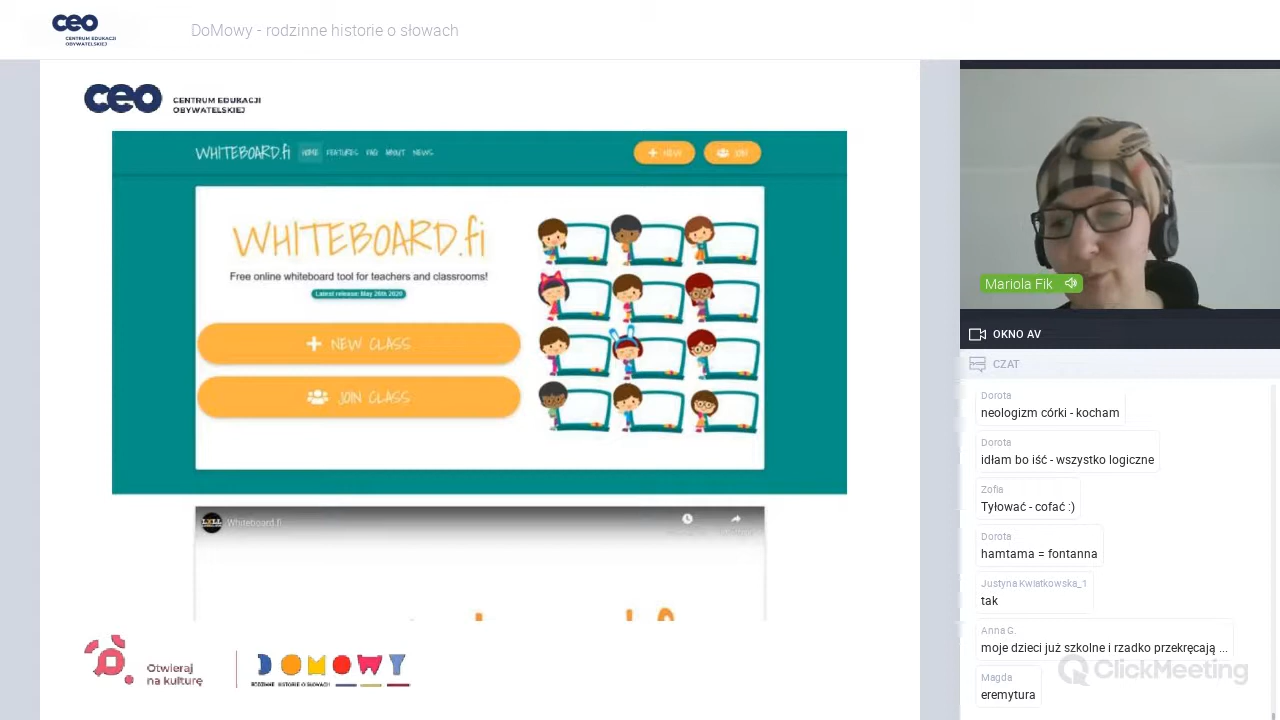 ceo
CENTRUM EDUKACJI
OBYWATELSKIEJ
DoMowy - rodzinne historie o słowach
ceo
CENTRUM EDUKACJI
OBYWATELSKIEJ
WHITEBOARD.fi HOME FEATURES FAQ ABOUT NEWS
+ NEW
JOIN
WHITEBOARD.fi
Free online whiteboard tool for teachers and classrooms!
Latest release: May 26th 2020
+ NEW CLASS
JOIN CLASS
Whiteboard.fi
Otwieraj
na kulturę
DOMOWY
RODZINNE HISTORIE O SŁOWACH
Mariola Fik
OKNO AV
CZAT
Dorota
neologizm córki - kocham
Dorota
idłam bo iść - wszystko logiczne
Zofia
Tyłować - cofać :)
Dorota
hamtama = fontanna
Justyna Kwiatkowska_1
tak
Anna G.
moje dzieci już szkolne i rzadko przekręcają ...
Magda
eremytura
ClickMeeting